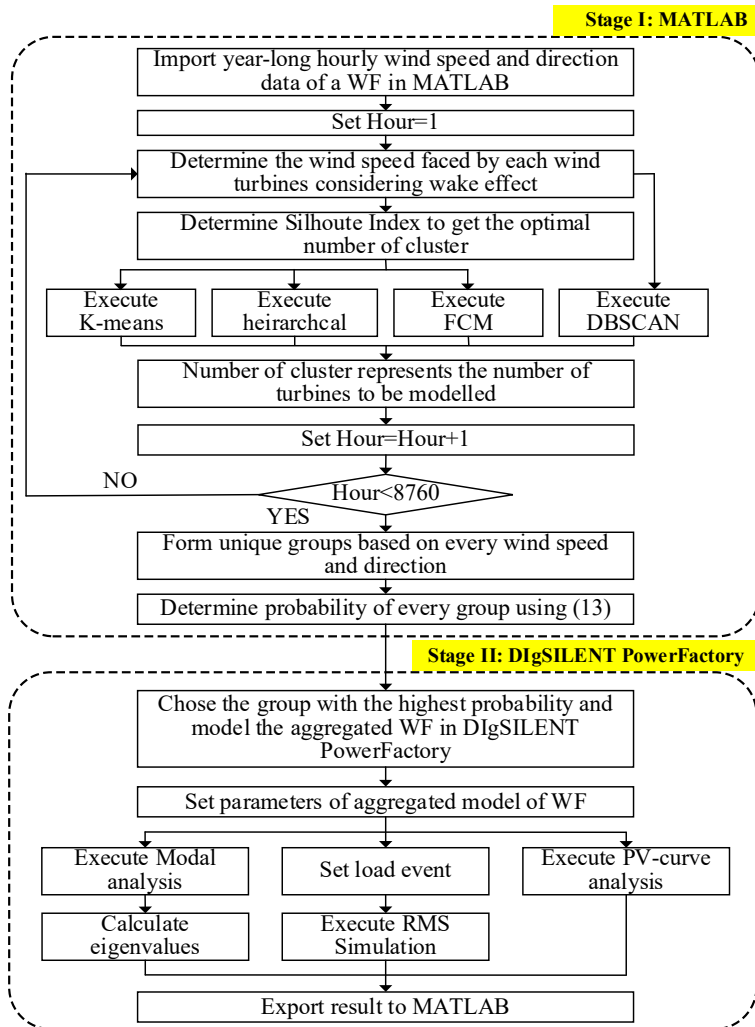 Stage I: MATLAB
Import year-long hourly wind speed and direction
data of a WF in MATLAB
Set Hour=1
Determine the wind speed faced by each wind
turbines considering wake effect
Determine Silhoute Index to get the optimal
number of cluster
Execute
K-means
Execute
heirarchcal
Execute
FCM
Execute
DBSCAN
Number of cluster represents the number of
turbines to be modelled
Set Hour=Hour+1
NO
Hour<8760
YES
Form unique groups based on every wind speed
and direction
Determine probability of every group using (13)
Stage II: DIgSILENT PowerFactory
Chose the group with the highest probability and
model the aggregated WF in DIgSILENT
PowerFactory
Set parameters of aggregated model of WF
Execute Modal
analysis
Set load event
Execute PV-curve
analysis
Calculate
eigenvalues
Execute RMS
Simulation
Export result to MATLAB